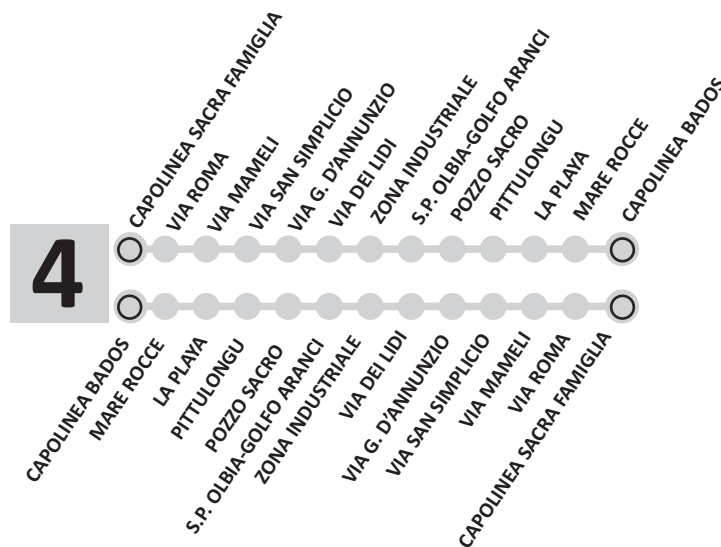 CAPOLINEA SACRA FAMIGLIA
VIA ROMA
VIA MAMELI
VIA SAN SIMPLICIO
VIA G. D'ANNUNZIO
VIA DEI LIDI
ZONA INDUSTRIALE
S.P. OLBIA-GOLFO ARANCI
POZZO SACRO
PITTULONGU
LA PLAYA
MARE ROCCE
CAPOLINEA BADOS
4
CAPOLINEA BADOS
MARE ROCCE
LA PLAYA
PITTULONGU
POZZO SACRO
S.P. OLBIA-GOLFO ARANCI
ZONA INDUSTRIALE
VIA DEI LIDI
VIA G. D'ANNUNZIO
VIA SAN SIMPLICIO
VIA MAMELI
VIA ROMA
CAPOLINEA SACRA FAMIGLIA